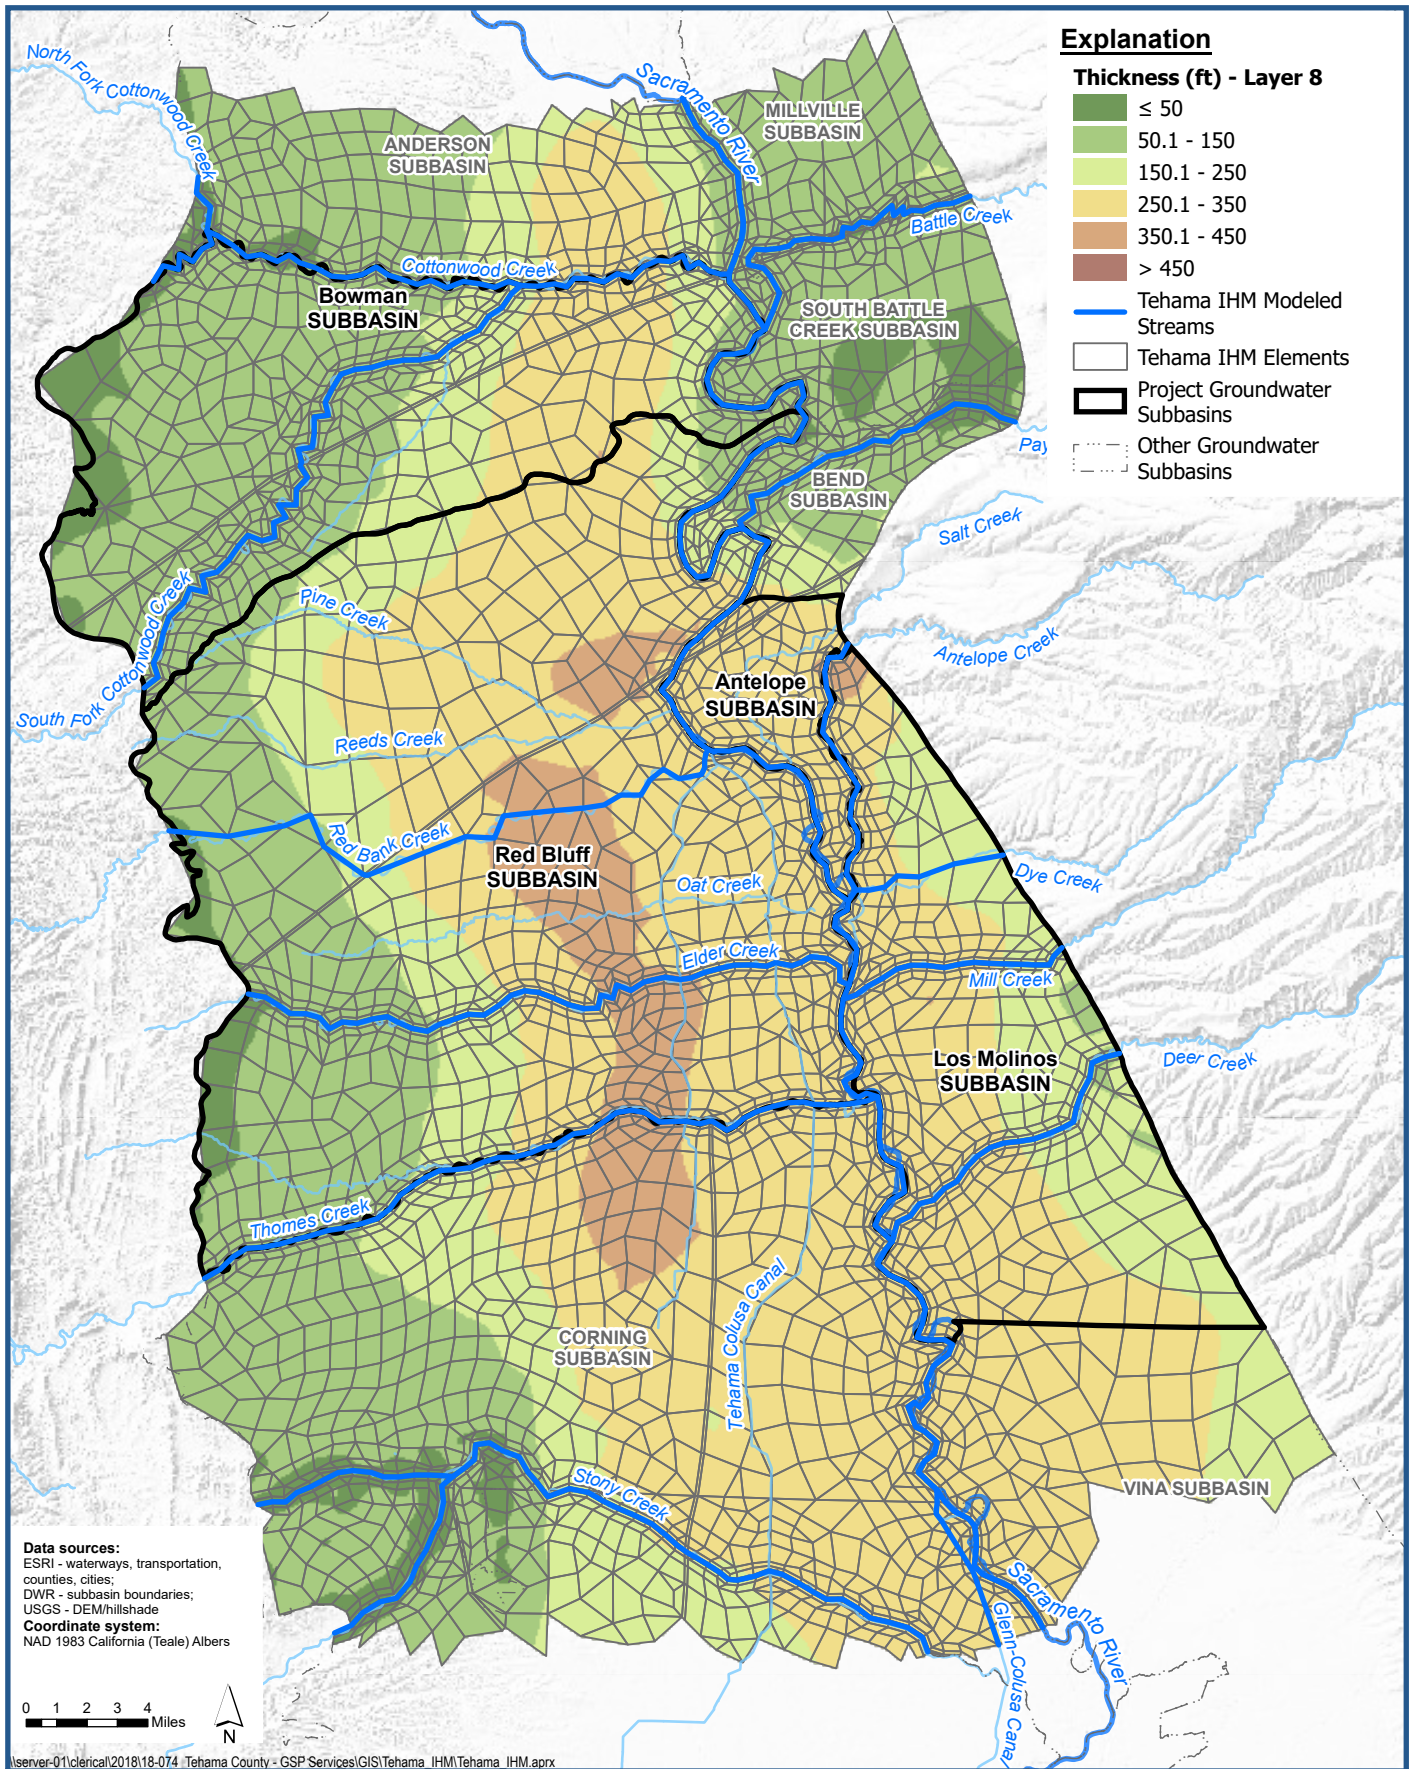 Explanation
Thickness (ft) - Layer 8
≤ 50
50.1 - 150
150.1 - 250
250.1 - 350
350.1 - 450
> 450
Tehama IHM Modeled
Streams
Tehama IHM Elements
Project Groundwater
Subbasins
Other Groundwater
Subbasins
North Fork Cottonwood Creek
Sacramento River
MILLVILLE
SUBBASIN
ANDERSON
SUBBASIN
Battle Creek
Cottonwood Creek
Bowman
SUBBASIN
SOUTH BATTLE
CREEK SUBBASIN
Pay
BEND
SUBBASIN
Salt Creek
Pine Creek
South Fork Cottonwood Creek
Antelope Creek
Antelope
SUBBASIN
Reeds Creek
Red Bank Creek
Red Bluff
SUBBASIN
Oat Creek
Dye Creek
Elder Creek
Mill Creek
Los Molinos
SUBBASIN
Deer Creek
Thomes Creek
Tehama Colusa Canal
CORNING
SUBBASIN
Stony Creek
VINA SUBBASIN
Sacramento River
Glenn-Colusa Canal
Data sources:
ESRI - waterways, transportation,
counties, cities;
DWR - subbasin boundaries;
USGS - DEM/hillshade
Coordinate system:
NAD 1983 California (Teale) Albers
0 1 2 3 4
Miles
N
\\server-01\clerical\2018\18-074_Tehama County - GSP Services\GIS\Tehama_IHM\Tehama_IHM.aprx